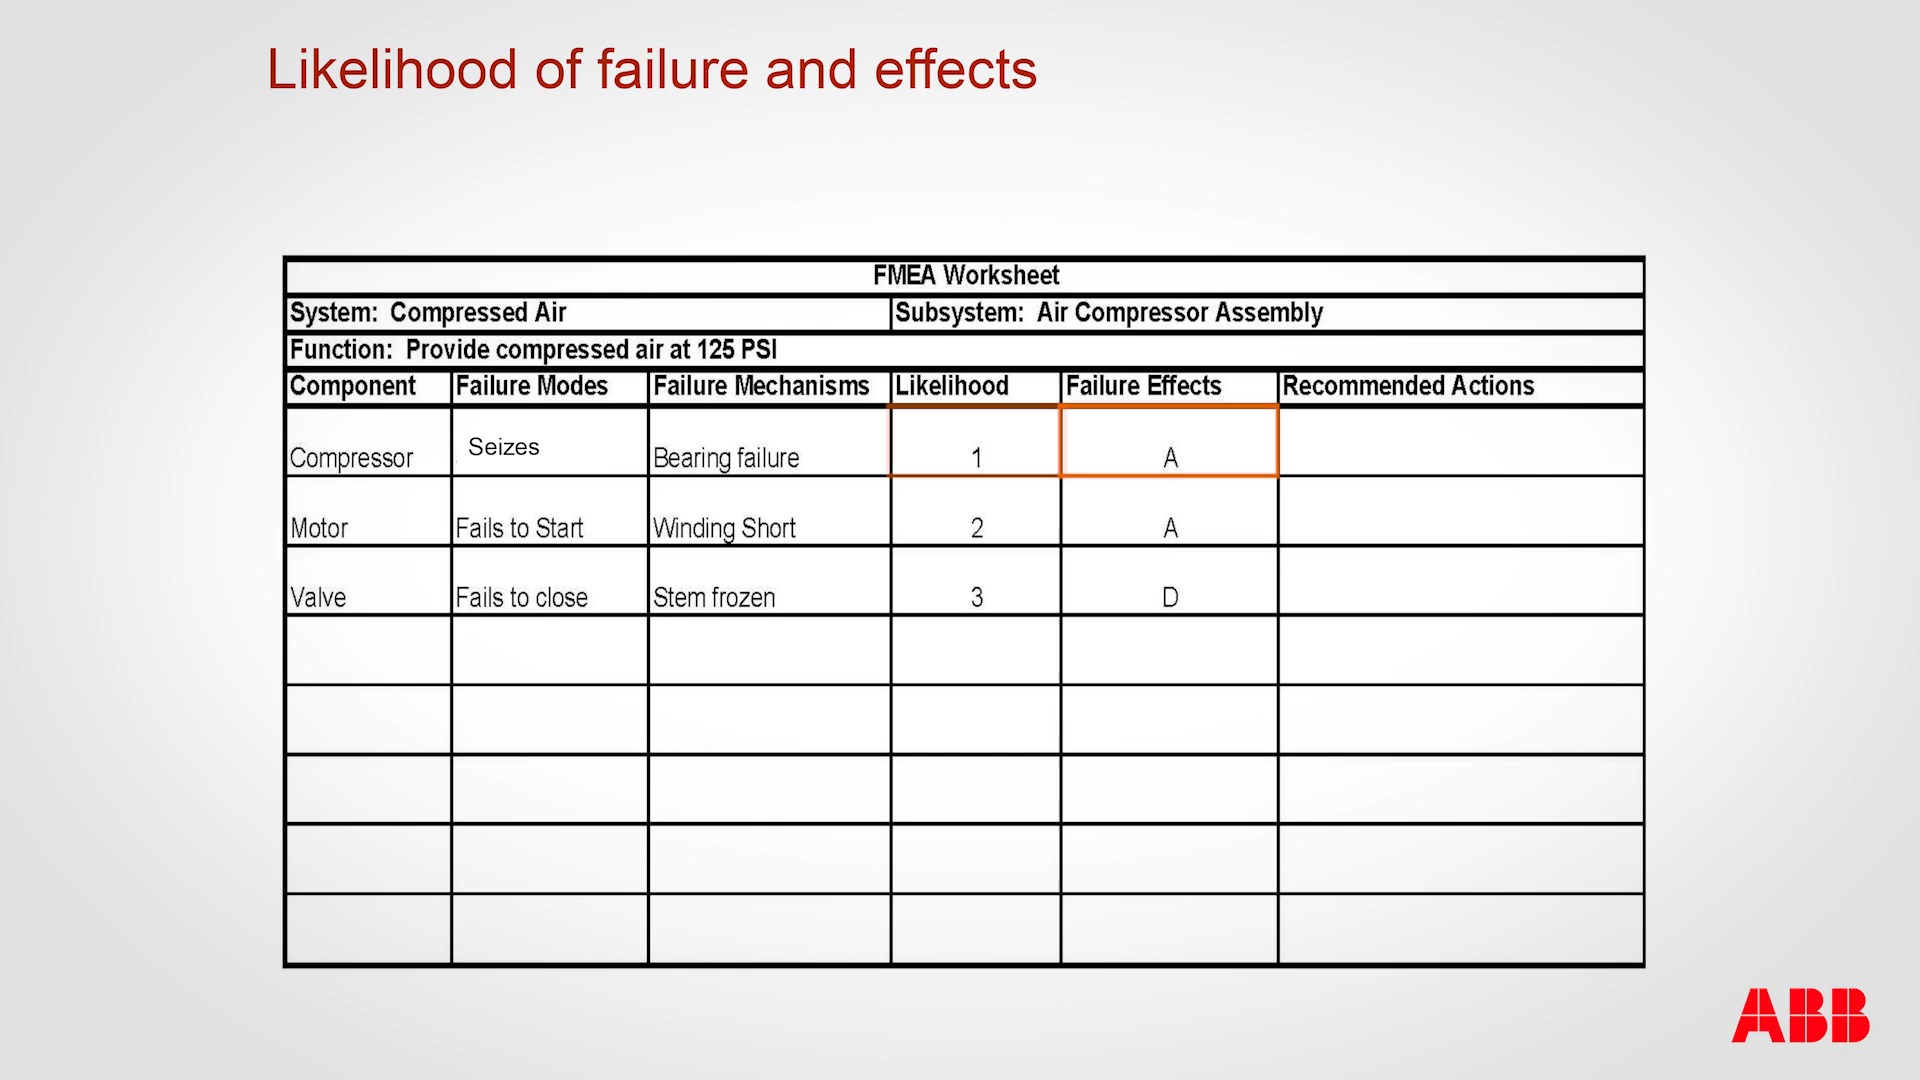 Likelihood of failure and effects
FMEA Worksheet
System: Compressed Air Subsystem: Air Compressor Assembly
Function: Provide compressed air at 125 PSI
Component Failure Modes Failure Mechanisms Likelihood Failure Effects Recommended Actions
Compressor Seizes Bearing failure 1 A
Motor Fails to Start Winding Short 2 A
Valve Fails to close Stem frozen 3 D
ABB